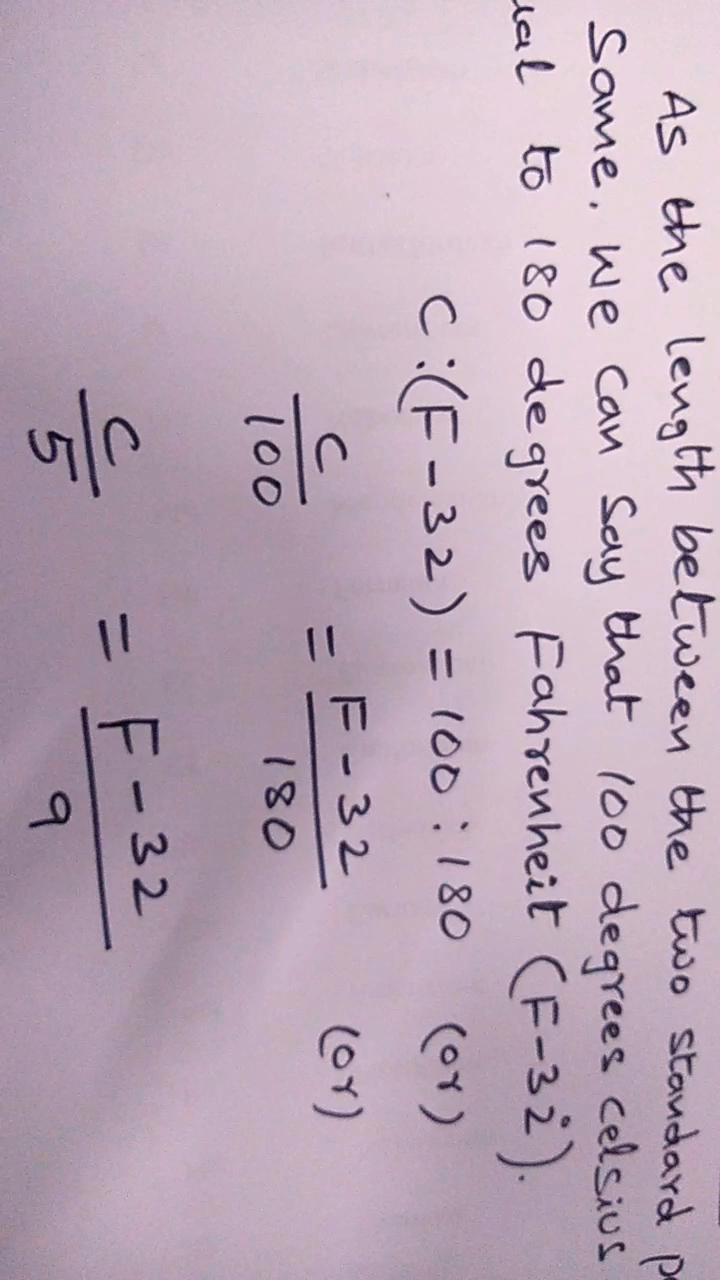 As the length between the two standard
Same. We can say that 100 degrees celsius
to 180 degrees Fahrenheit (F-32°).
C:(F-32)=100:180 (or)
C/100 = F-32/180 (or)
C/5 = F-32/9